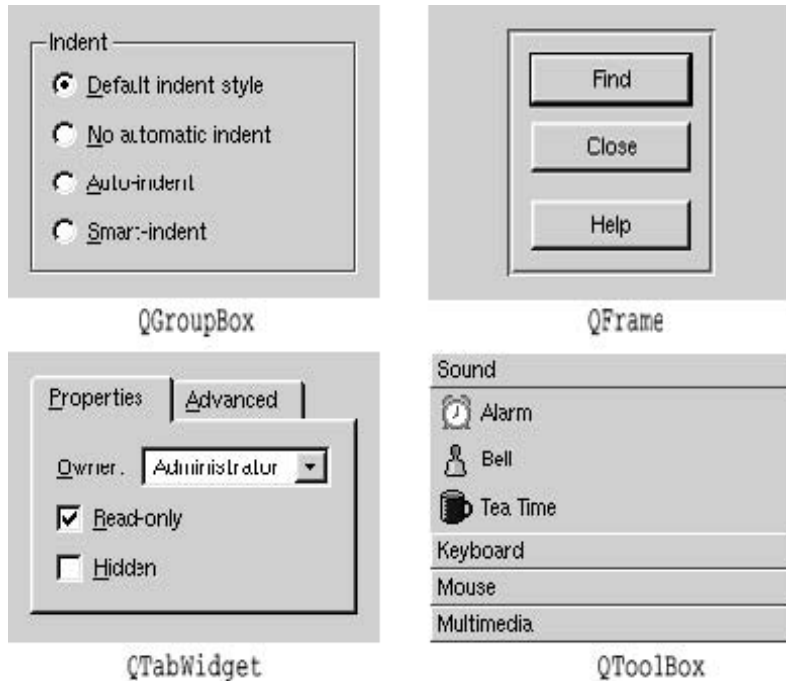 Indent
Default indent style
No automatic indent
Auto-indent
Smart-indent
QGroupBox
Find
Close
Help
QFrame
Properties
Advanced
Owner: Administrator
Read-only
Hidden
QTabWidget
Sound
Alarm
Bell
Tea Time
Keyboard
Mouse
Multimedia
QToolBox